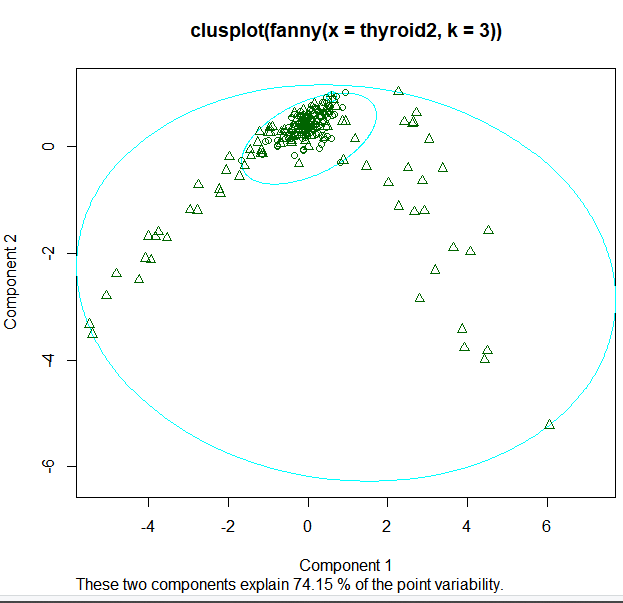 clusplot(fanny(x = thyroid2, k = 3))
0
-2
-4
-6
Component 2
-4 -2 0 2 4 6
Component 1
These two components explain 74.15 % of the point variability.